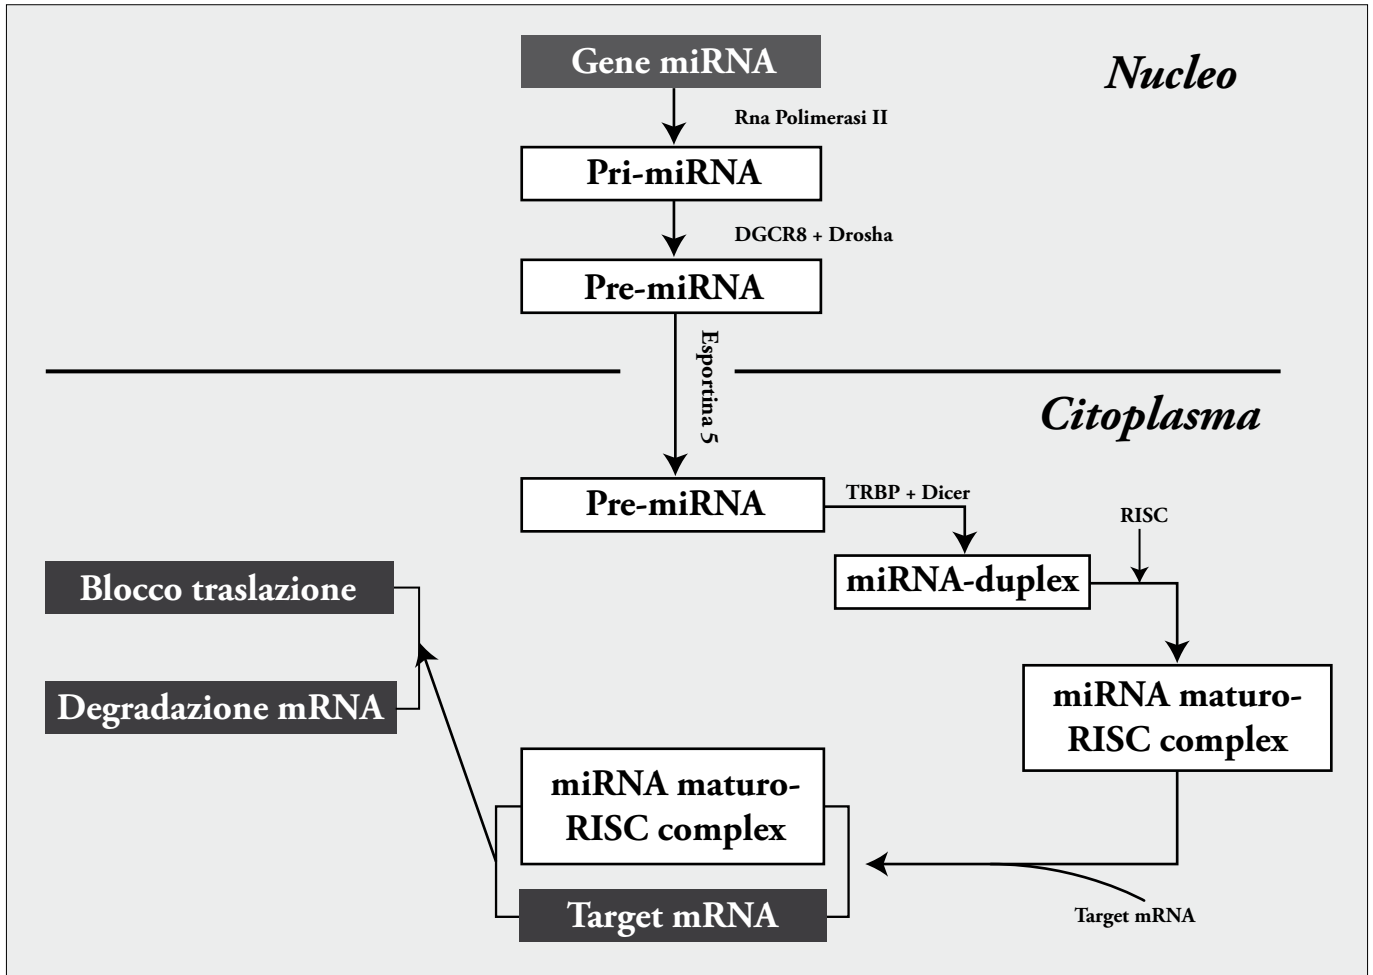 Gene miRNA
Nucleo
Rna Polimerasi II
Pri-miRNA
DGCR8 + Drosha
Pre-miRNA
Esportina 5
Citoplasma
Pre-miRNA
TRBP + Dicer
RISC
miRNA-duplex
Blocco traslazione
Degradazione mRNA
miRNA maturo-
RISC complex
miRNA maturo-
RISC complex
Target mRNA
Target mRNA